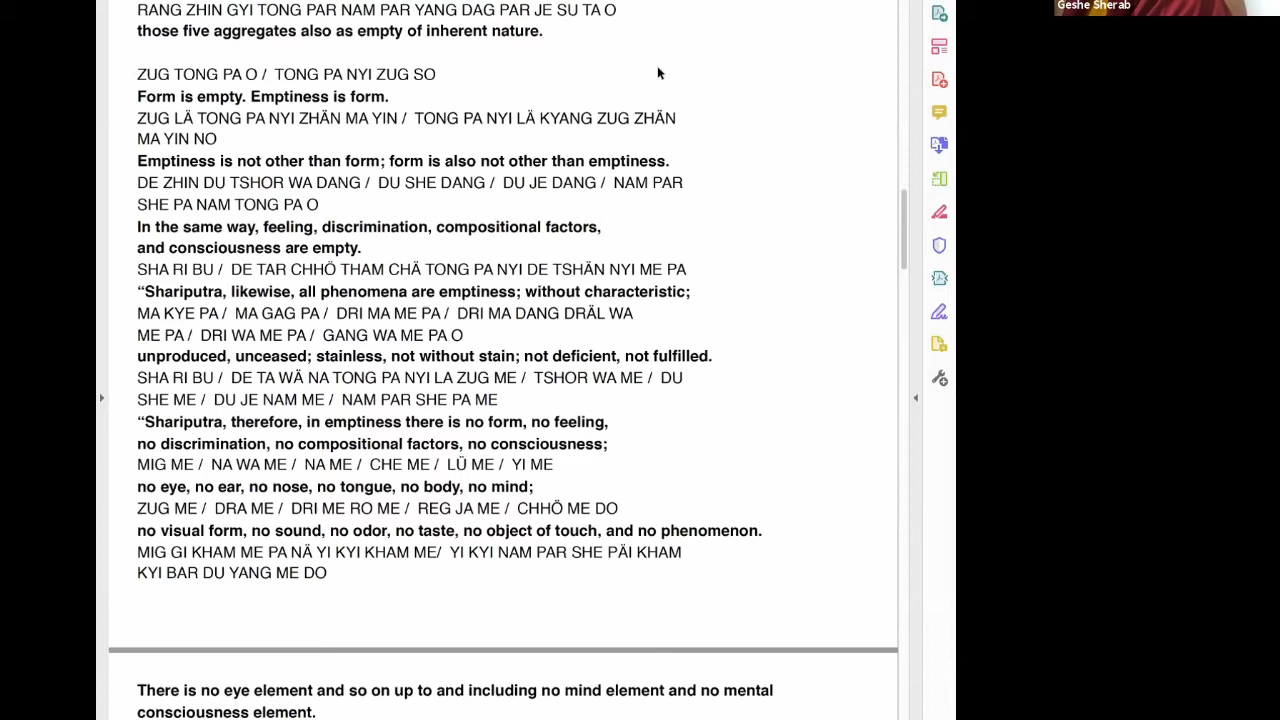 Geshe Sherab
RANG ZHIN GYI TONG PAR NAM PAR YANG DAG PAR JE SU TA O
those five aggregates also as empty of inherent nature.
ZUG TONG PA O / TONG PA NYI ZUG SO
Form is empty. Emptiness is form.
ZUG LÄ TONG PA NYI ZHÄN MA YIN / TONG PA NYI LÄ KYANG ZUG ZHÄN
MA YIN NO
Emptiness is not other than form; form is also not other than emptiness.
DE ZHIN DU TSHOR WA DANG / DU SHE DANG / DU JE DANG / NAM PAR
SHE PA NAM TONG PA O
In the same way, feeling, discrimination, compositional factors,
and consciousness are empty.
SHA RI BU / DE TAR CHHÖ THAM CHÄ TONG PA NYI DE TSHÄN NYI ME PA
“Shariputra, likewise, all phenomena are emptiness; without characteristic;
MA KYE PA / MA GAG PA / DRI MA ME PA / DRI MA DANG DRÄL WA
ME PA / DRI WA ME PA / GANG WA ME PA O
unproduced, unceased; stainless, not without stain; not deficient, not fulfilled.
SHA RI BU / DE TA WÄ NA TONG PA NYI LA ZUG ME / TSHOR WA ME / DU
SHE ME / DU JE NAM ME / NAM PAR SHE PA ME
“Shariputra, therefore, in emptiness there is no form, no feeling,
no discrimination, no compositional factors, no consciousness;
MIG ME / NA WA ME / NA ME / CHE ME / LÜ ME / YI ME
no eye, no ear, no nose, no tongue, no body, no mind;
ZUG ME / DRA ME / DRI ME RO ME / REG JA ME / CHHÖ ME DO
no visual form, no sound, no odor, no taste, no object of touch, and no phenomenon.
MIG GI KHAM ME PA NÄ YI KYI KHAM ME/ YI KYI NAM PAR SHE PÄI KHAM
KYI BAR DU YANG ME DO
There is no eye element and so on up to and including no mind element and no mental
consciousness element.